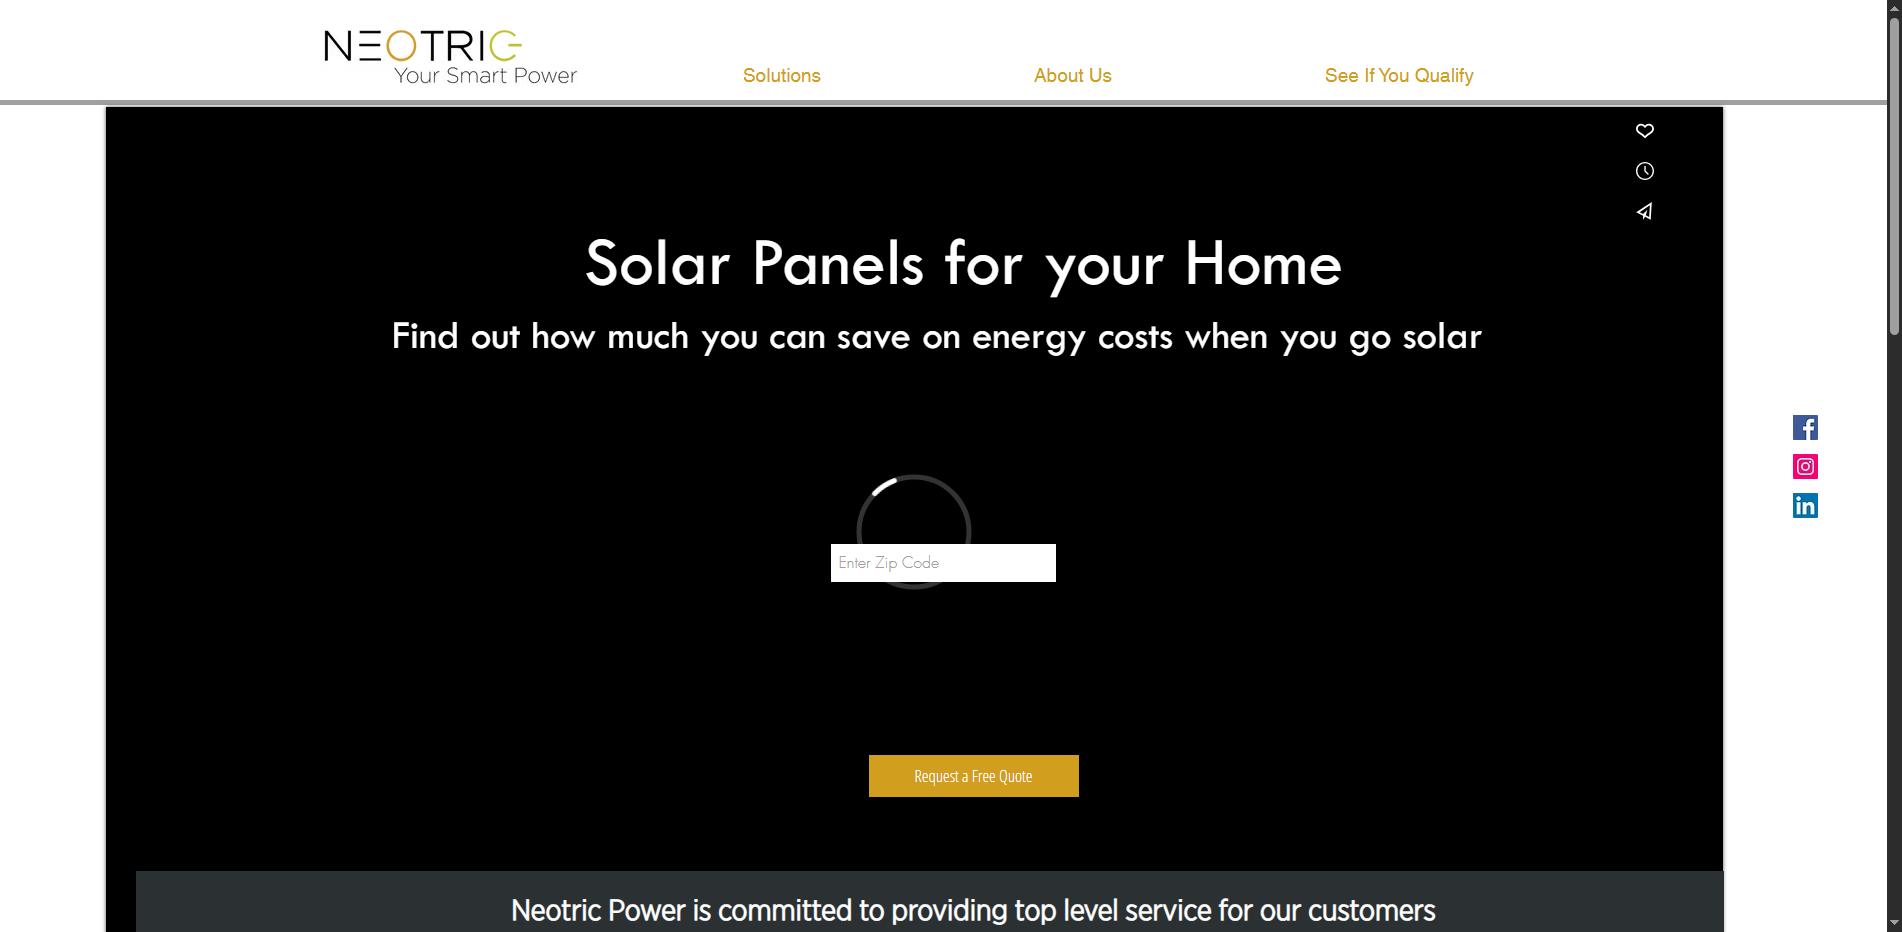 NEOTRIC
Your Smart Power
Solutions
About Us
See If You Qualify
Solar Panels for your Home
Find out how much you can save on energy costs when you go solar
Enter Zip Code
Request a Free Quote
Neotric Power is committed to providing top level service for our customers